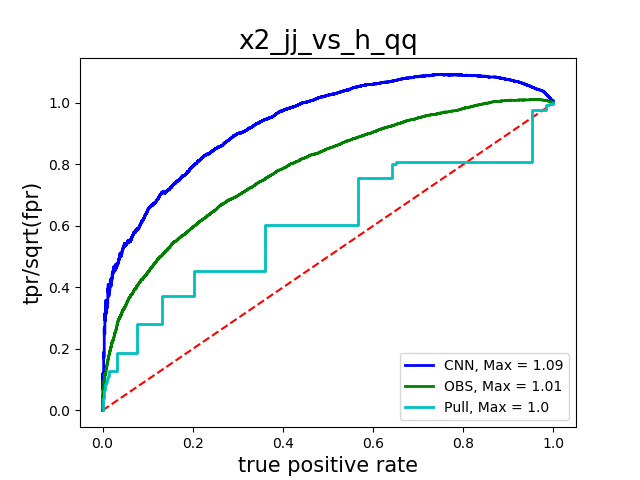 x2_jj_vs_h_qq
tpr/sqrt(fpr)
1.0
0.8
0.6
0.4
0.2
0.0
0.0 0.2 0.4 0.6 0.8 1.0
true positive rate
CNN, Max = 1.09
OBS, Max = 1.01
Pull, Max = 1.0